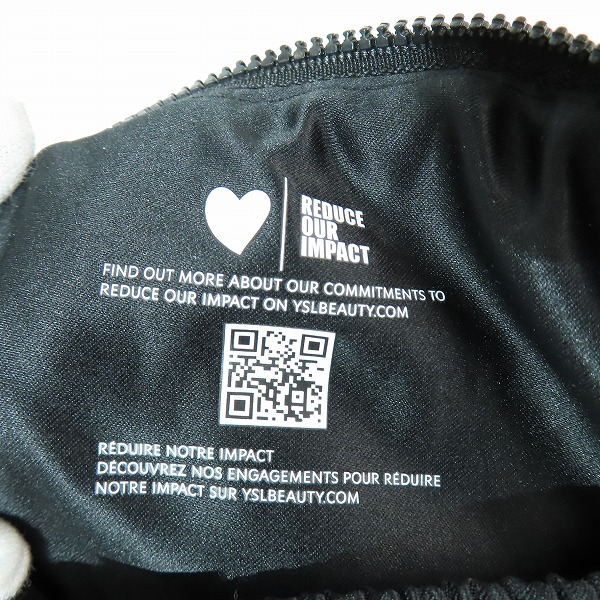 REDUCE
OUR
IMPACT
FIND OUT MORE ABOUT OUR COMMITMENTS TO
REDUCE OUR IMPACT ON YSLBEAUTY.COM
RÉDUIRE NOTRE IMPACT
DÉCOUVREZ NOS ENGAGEMENTS POUR RÉDUIRE
NOTRE IMPACT SUR YSLBEAUTY.COM